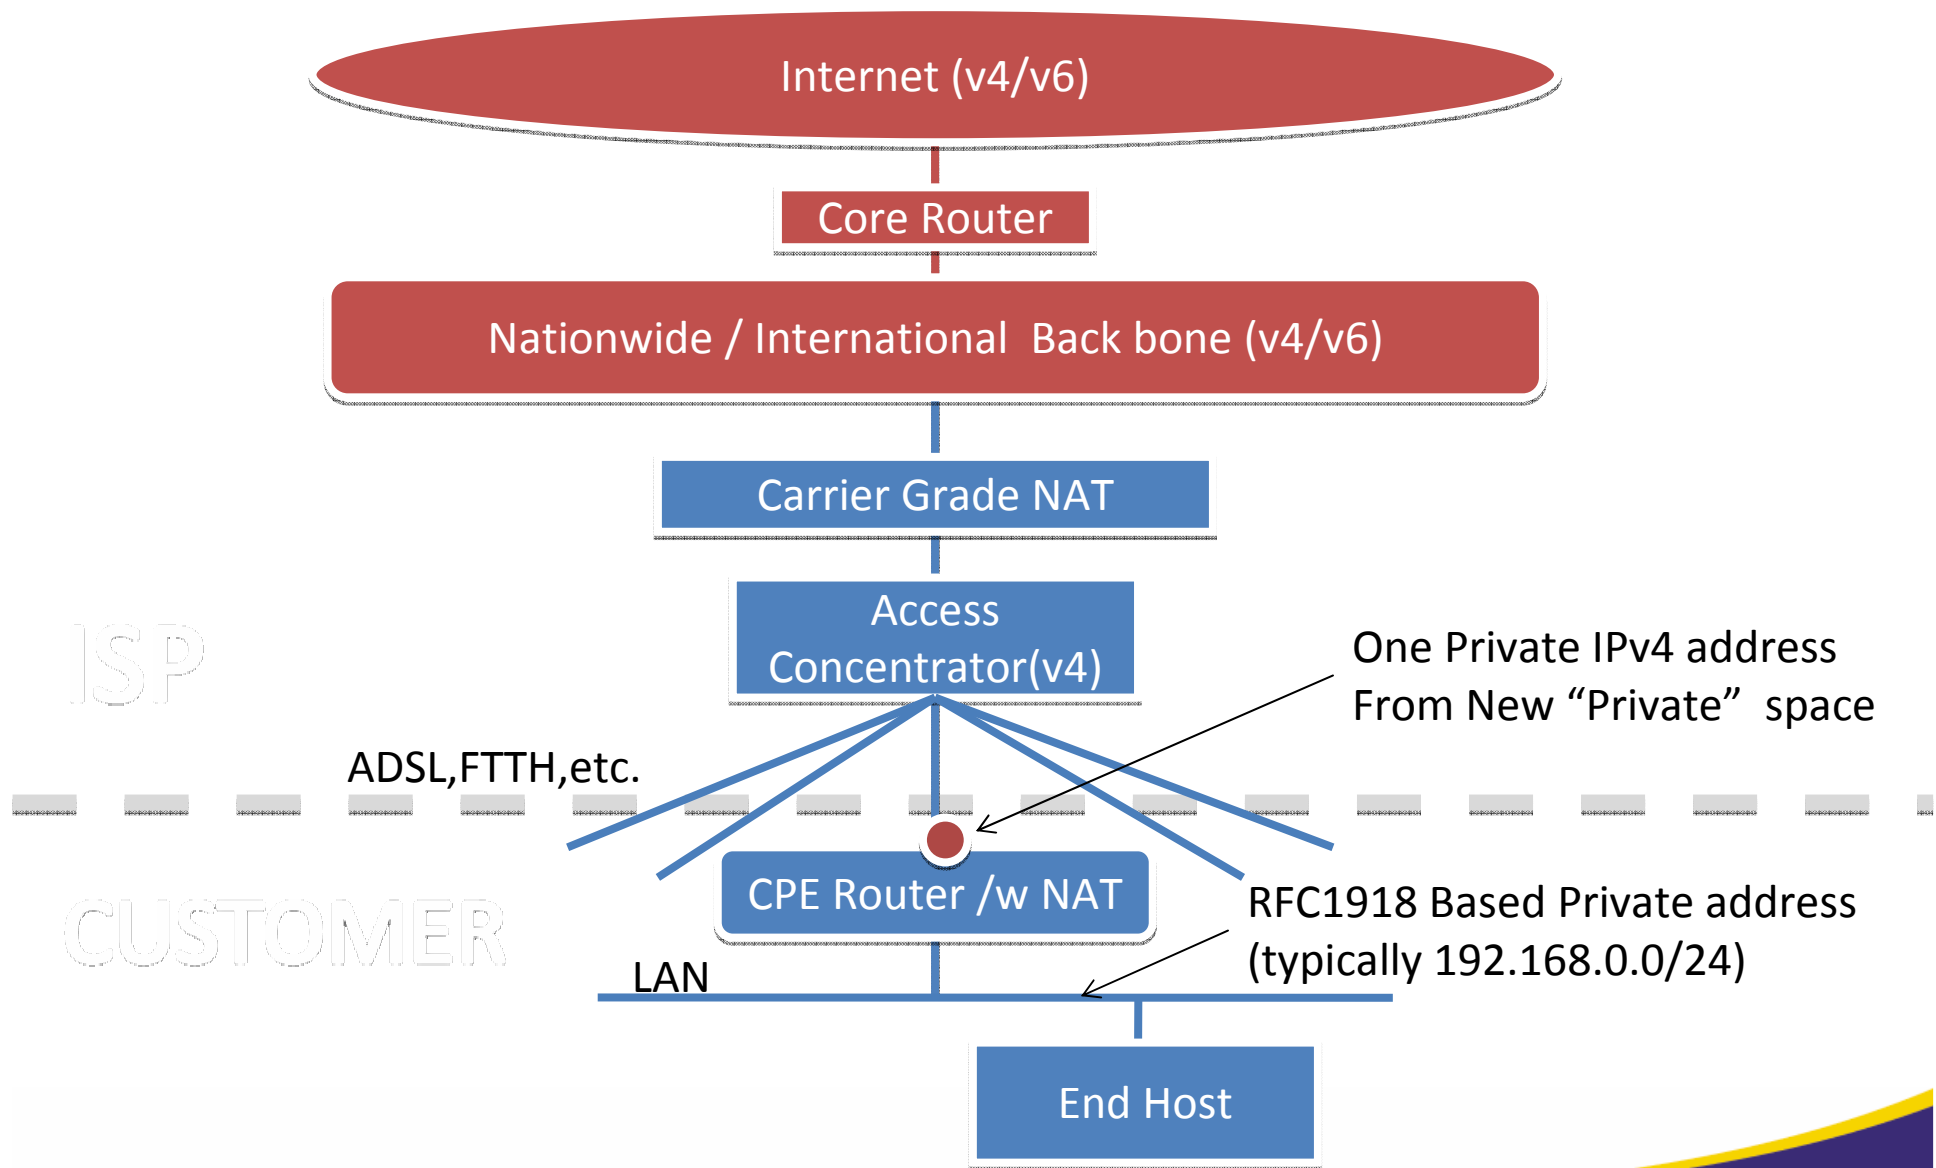 Internet (v4/v6)
Core Router
Nationwide / International  Back bone (v4/v6)
Carrier Grade NAT
Access
Concentrator(v4)
ISP
One Private IPv4 address
From New “Private”  space
ADSL,FTTH,etc.
CPE Router /w NAT
CUSTOMER
RFC1918 Based Private address
(typically 192.168.0.0/24)
LAN
End Host